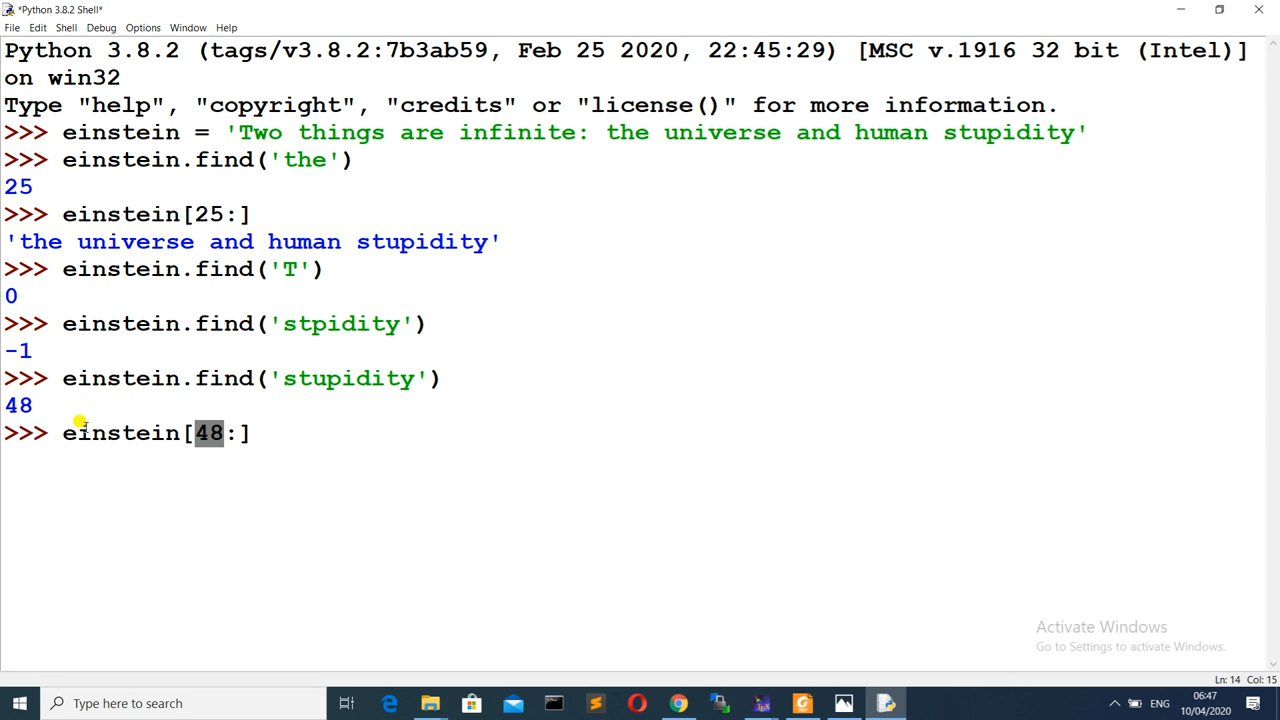 *Python 3.8.2 Shell*
File Edit Shell Debug Options Window Help
Python 3.8.2 (tags/v3.8.2:7b3ab59, Feb 25 2020, 22:45:29) [MSC v.1916 32 bit (Intel)]
on win32
Type "help", "copyright", "credits" or "license()" for more information.
>>> einstein = 'Two things are infinite: the universe and human stupidity'
>>> einstein.find('the')
25
>>> einstein[25:]
'the universe and human stupidity'
>>> einstein.find('T')
0
>>> einstein.find('stpidity')
-1
>>> einstein.find('stupidity')
48
>>> einstein[48:]
Activate Windows
Go to Settings to activate Windows.
Ln: 14 Col: 15
Type here to search
ENG
06:47
10/04/2020